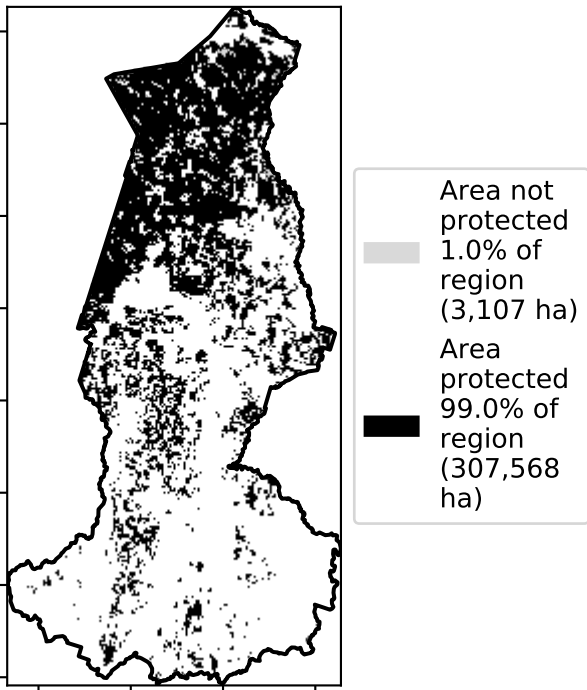 Area not
protected
1.0% of
region
(3,107 ha)
Area
protected
99.0% of
region
(307,568
ha)